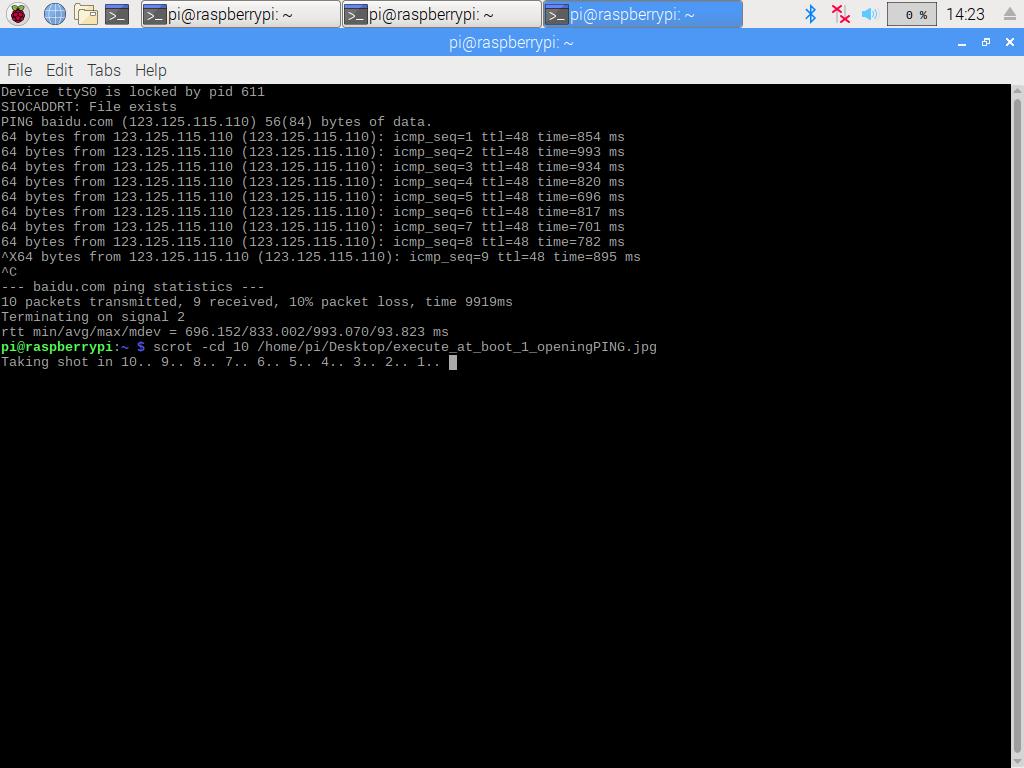 pi@raspberrypi: ~ pi@raspberrypi: ~ pi@raspberrypi: ~ 0 % 14:23
pi@raspberrypi: ~
File Edit Tabs Help
Device ttyS0 is locked by pid 611
SIOCADDRT: File exists
PING baidu.com (123.125.115.110) 56(84) bytes of data.
64 bytes from 123.125.115.110 (123.125.115.110): icmp_seq=1 ttl=48 time=854 ms
64 bytes from 123.125.115.110 (123.125.115.110): icmp_seq=2 ttl=48 time=993 ms
64 bytes from 123.125.115.110 (123.125.115.110): icmp_seq=3 ttl=48 time=934 ms
64 bytes from 123.125.115.110 (123.125.115.110): icmp_seq=4 ttl=48 time=820 ms
64 bytes from 123.125.115.110 (123.125.115.110): icmp_seq=5 ttl=48 time=696 ms
64 bytes from 123.125.115.110 (123.125.115.110): icmp_seq=6 ttl=48 time=817 ms
64 bytes from 123.125.115.110 (123.125.115.110): icmp_seq=7 ttl=48 time=701 ms
64 bytes from 123.125.115.110 (123.125.115.110): icmp_seq=8 ttl=48 time=782 ms
^X64 bytes from 123.125.115.110 (123.125.115.110): icmp_seq=9 ttl=48 time=895 ms
^C
--- baidu.com ping statistics ---
10 packets transmitted, 9 received, 10% packet loss, time 9919ms
Terminating on signal 2
rtt min/avg/max/mdev = 696.152/833.002/993.070/93.823 ms
pi@raspberrypi:~ $ scrot -cd 10 /home/pi/Desktop/execute_at_boot_1_openingPING.jpg
Taking shot in 10.. 9.. 8.. 7.. 6.. 5.. 4.. 3.. 2.. 1..